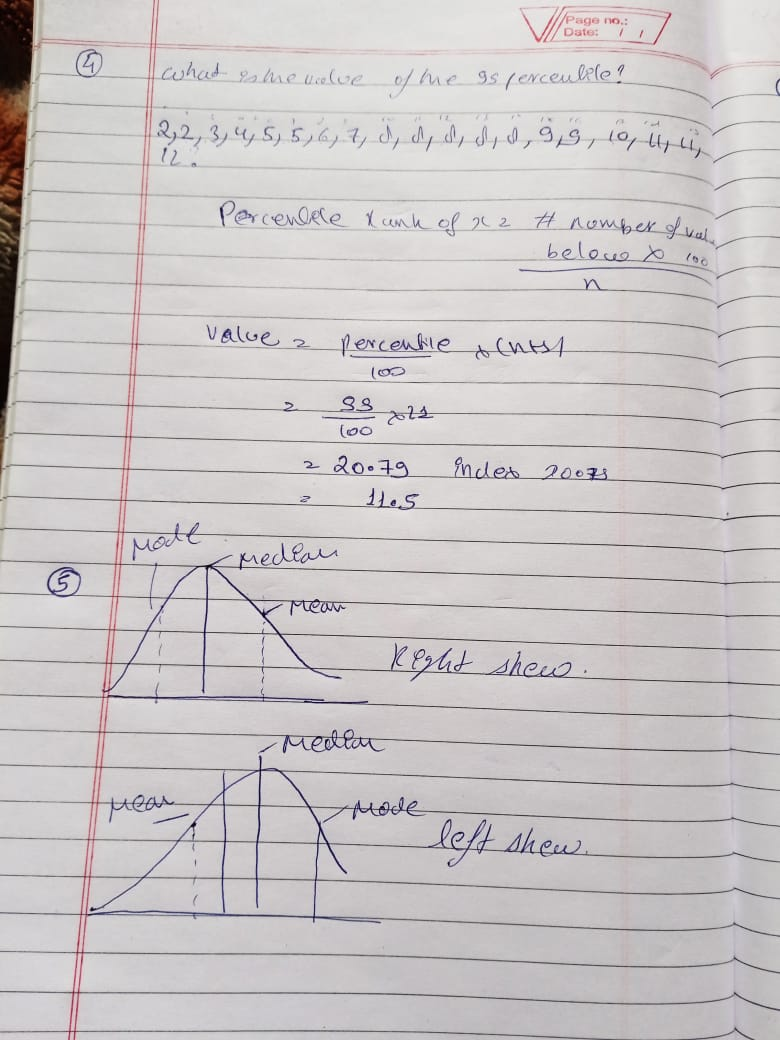 Page no.:
Date: / /
④ What is the value of the 99 percentile?
2, 2, 3, 4, 5, 5, 6, 7, 8, 8, 8, 8, 8, 9, 9, 10, 11, 11,
12.
Percentile rank of x = # number of valu
below × 100
n
Value = percentile × (n+1)
100
= 99 × 21
100
= 20.79 index 20.79
= 11.5
Mode
Median
⑤
Mean
Right skew.
Median
Mean
Mode
left skew.